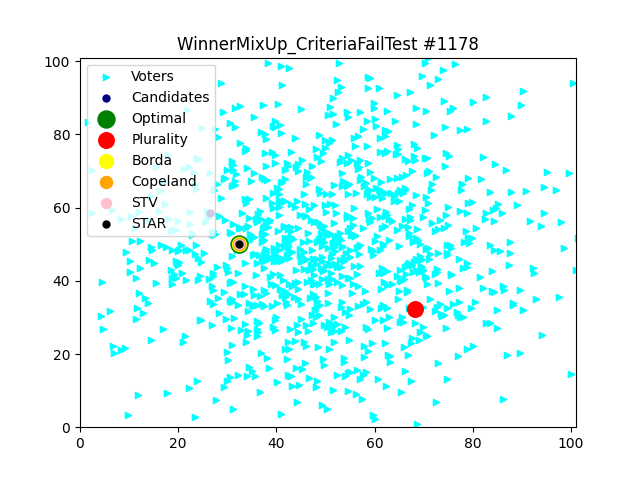 WinnerMixUp_CriteriaFailTest #1178
Voters
Candidates
Optimal
Plurality
Borda
Copeland
STV
STAR
100
80
60
40
20
0
0 20 40 60 80 100